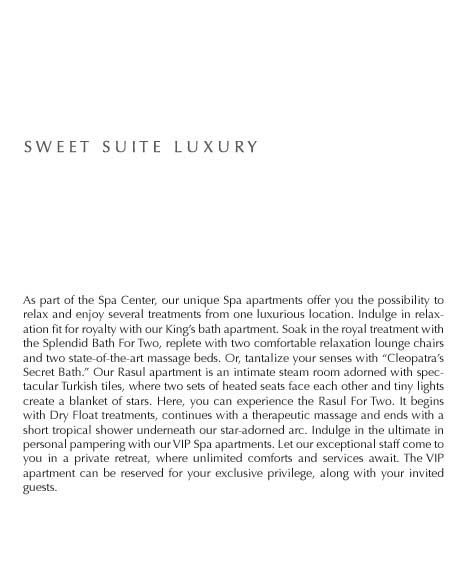 SWEET SUITE LUXURY
As part of the Spa Center, our unique Spa apartments offer you the possibility to
relax and enjoy several treatments from one luxurious location. Indulge in relax-
ation fit for royalty with our King's bath apartment. Soak in the royal treatment with
the Splendid Bath For Two, replete with two comfortable relaxation lounge chairs
and two state-of-the-art massage beds. Or, tantalize your senses with “Cleopatra's
Secret Bath.” Our Rasul apartment is an intimate steam room adorned with spec-
tacular Turkish tiles, where two sets of heated seats face each other and tiny lights
create a blanket of stars. Here, you can experience the Rasul For Two. It begins
with Dry Float treatments, continues with a therapeutic massage and ends with a
short tropical shower underneath our star-adorned arc. Indulge in the ultimate in
personal pampering with our VIP Spa apartments. Let our exceptional staff come to
you in a private retreat, where unlimited comforts and services await. The VIP
apartment can be reserved for your exclusive privilege, along with your invited
guests.